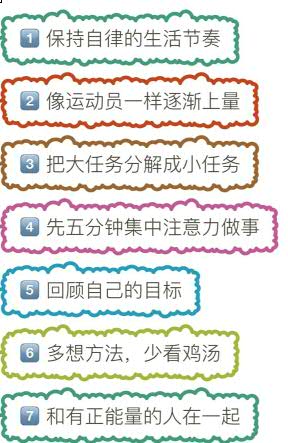 1 保持自律的生活节奏
2 像运动员一样逐渐上量
3 把大任务分解成小任务
4 先五分钟集中注意力做事
5 回顾自己的目标
6 多想方法，少看鸡汤
7 和有正能量的人在一起